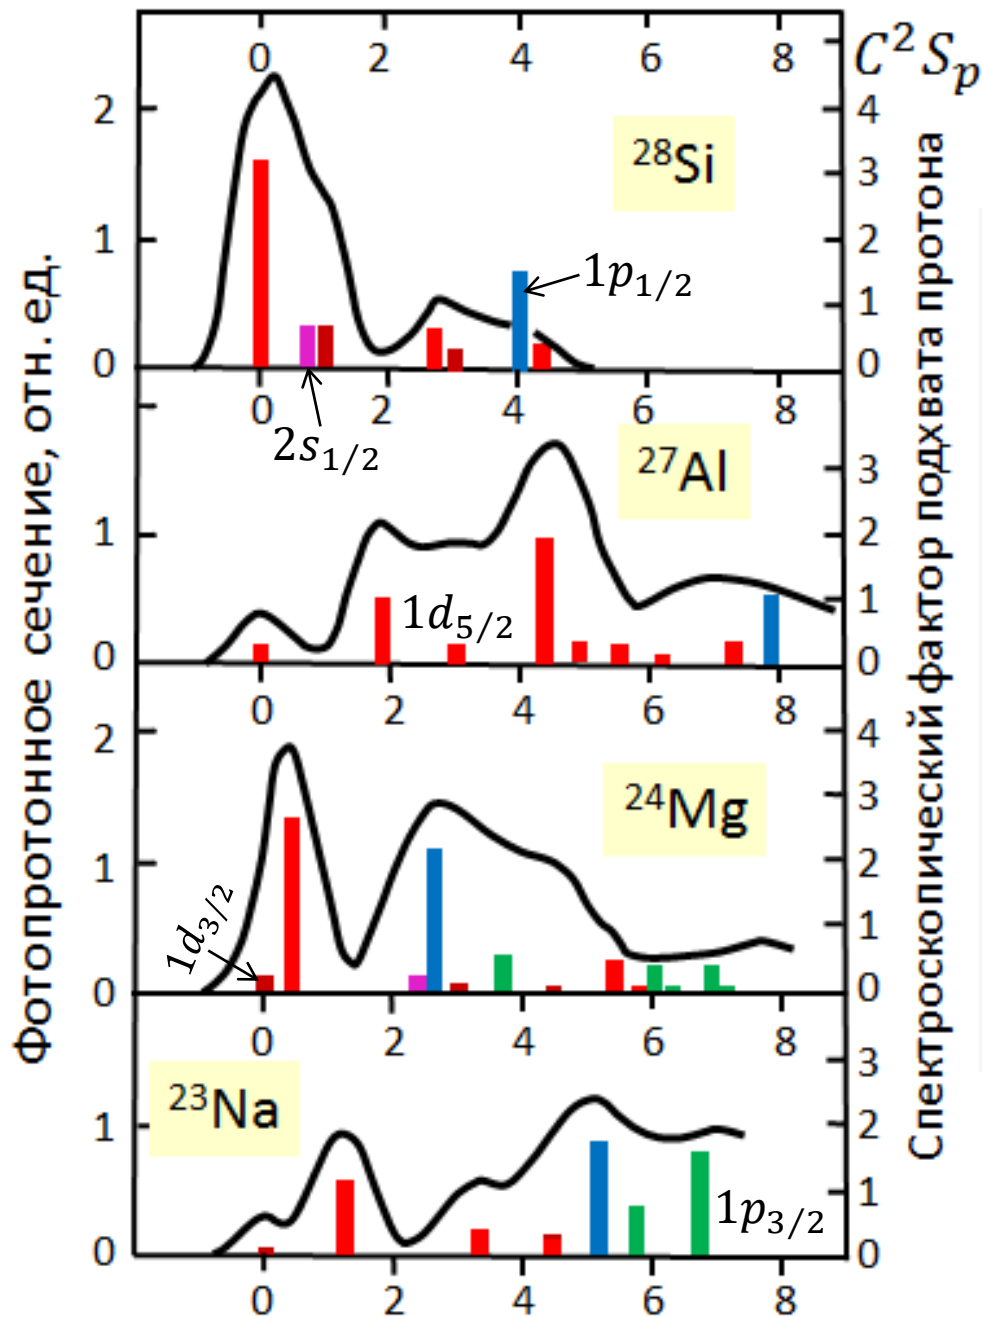 0 2 4 6 8
C²Sₚ
2
1
0
4
3
2
1
0
²⁸Si
1p₁/₂
2s₁/₂
0 2 4 6 8
²⁷Al
1
0
3
2
1
0
1d₅/₂
0 2 4 6 8
²⁴Mg
2
1
0
4
3
2
1
0
1d₃/₂
0 2 4 6 8
²³Na
1
0
3
2
1
0
1p₃/₂
0 2 4 6 8
Фотопротонное сечение, отн. ед.
Спектроскопический фактор подхвата протона